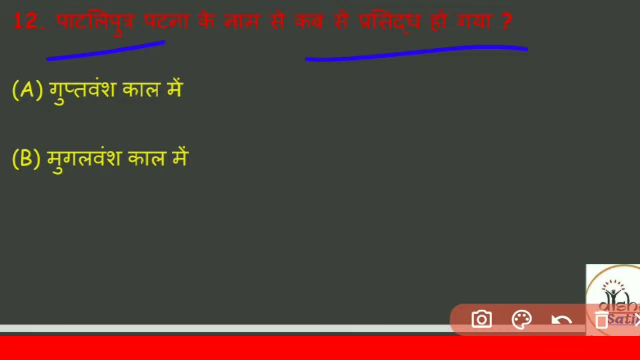 12. पाटलिपुत्र पटना के नाम से कब से प्रसिद्ध हो गया ?
(A) गुप्तवंश काल में
(B) मुगलवंश काल में